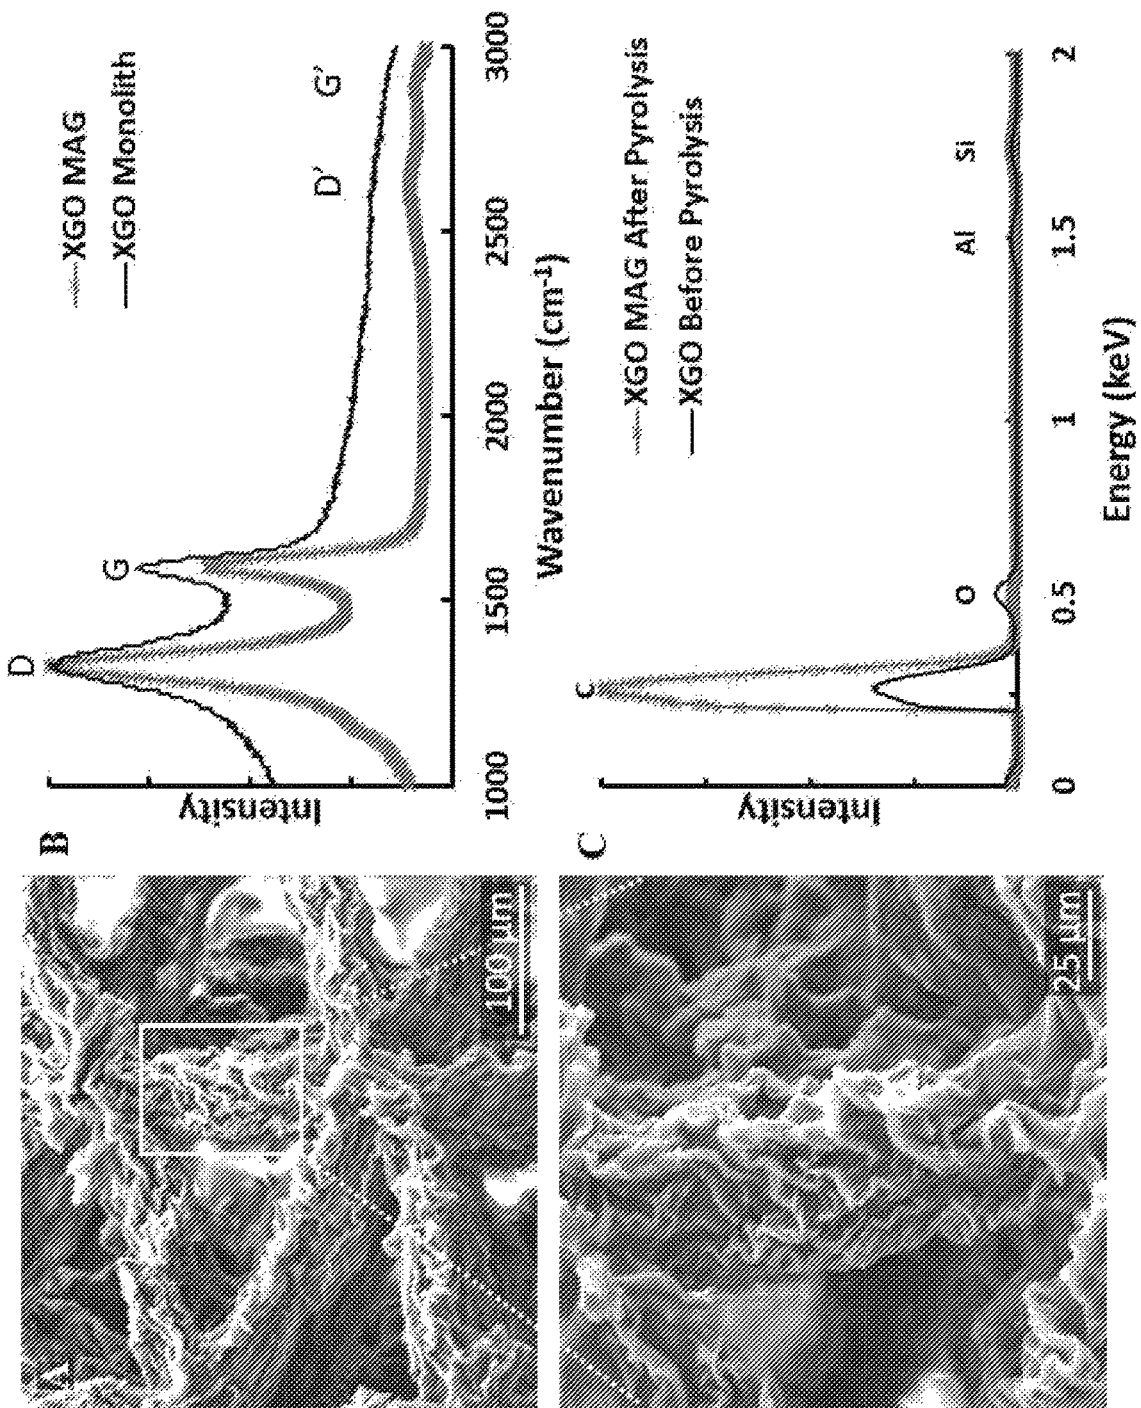 A
100 µm
25 µm
B
Intensity
D
G
D'
G'
XGO MAG
XGO Monolith
1000
1500
2000
2500
3000
Wavenumber (cm-1)
C
Intensity
C
O
Al
Si
XGO MAG After Pyrolysis
XGO Before Pyrolysis
0
0.5
1
1.5
2
Energy (keV)